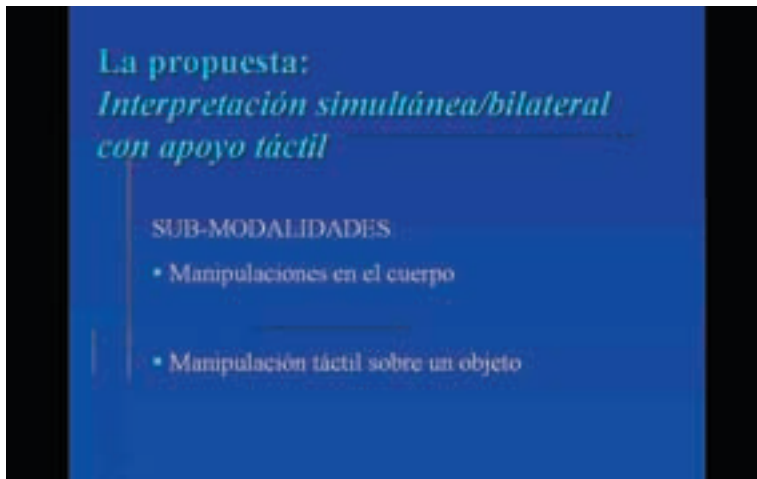 La propuesta:
Interpretación simultánea/bilateral
con apoyo táctil
SUB-MODALIDADES
▪ Manipulaciones en el cuerpo
▪ Manipulación táctil sobre un objeto